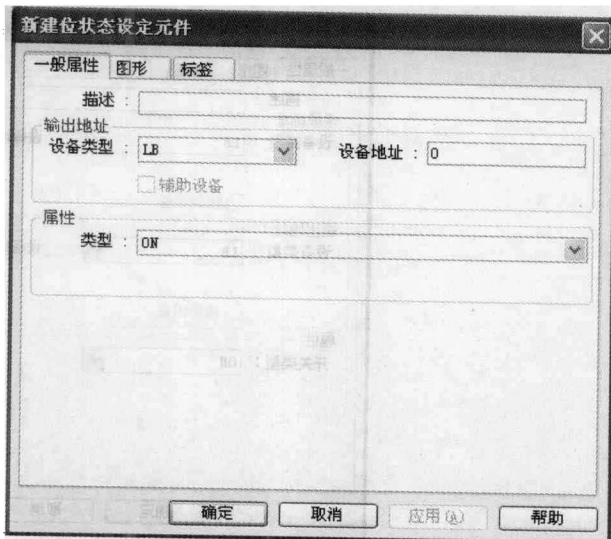 新建位状态设定元件
一般属性 图形 标签
描述 :
输出地址
设备类型 : LB 设备地址 : 0
辅助设备
属性
类型 : ON
确定 取消 应用(A) 帮助